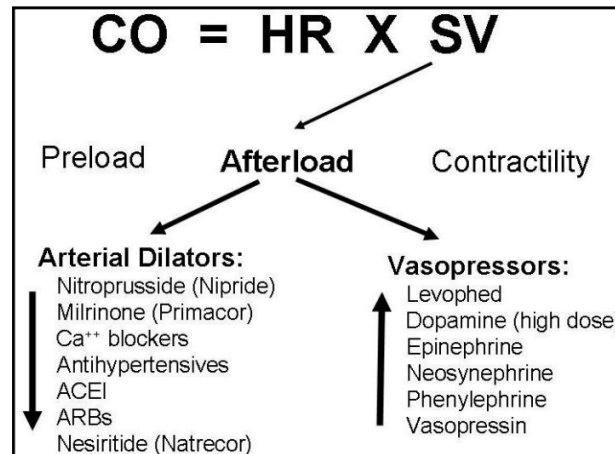 CO = HR X SV
Preload Afterload Contractility
Arterial Dilators:
Nitroprusside (Nipride)
Milrinone (Primacor)
Ca⁺⁺ blockers
Antihypertensives
ACEI
ARBs
Nesiritide (Natrecor)
Vasopressors:
Levophed
Dopamine (high dose
Epinephrine
Neosynephrine
Phenylephrine
Vasopressin